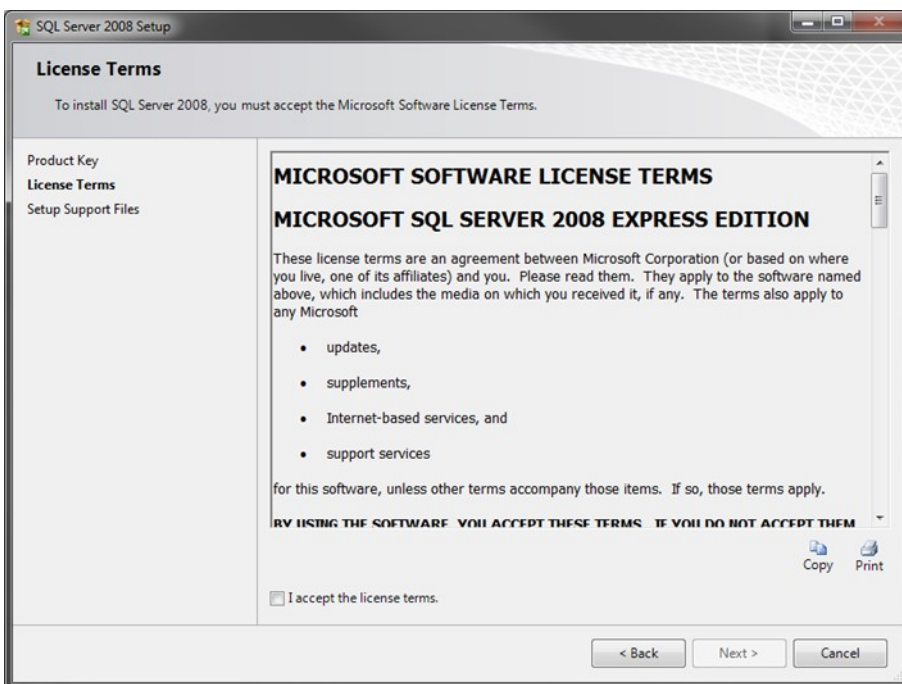 SQL Server 2008 Setup
License Terms
To install SQL Server 2008, you must accept the Microsoft Software License Terms.
Product Key
License Terms
Setup Support Files
MICROSOFT SOFTWARE LICENSE TERMS
MICROSOFT SQL SERVER 2008 EXPRESS EDITION
These license terms are an agreement between Microsoft Corporation (or based on where
you live, one of its affiliates) and you.  Please read them.  They apply to the software named
above, which includes the media on which you received it, if any.  The terms also apply to
any Microsoft
• updates,
• supplements,
• Internet-based services, and
• support services
for this software, unless other terms accompany those items.  If so, those terms apply.
BY USING THE SOFTWARE, YOU ACCEPT THESE TERMS.  IF YOU DO NOT ACCEPT THEM
Copy Print
I accept the license terms.
< Back Next > Cancel